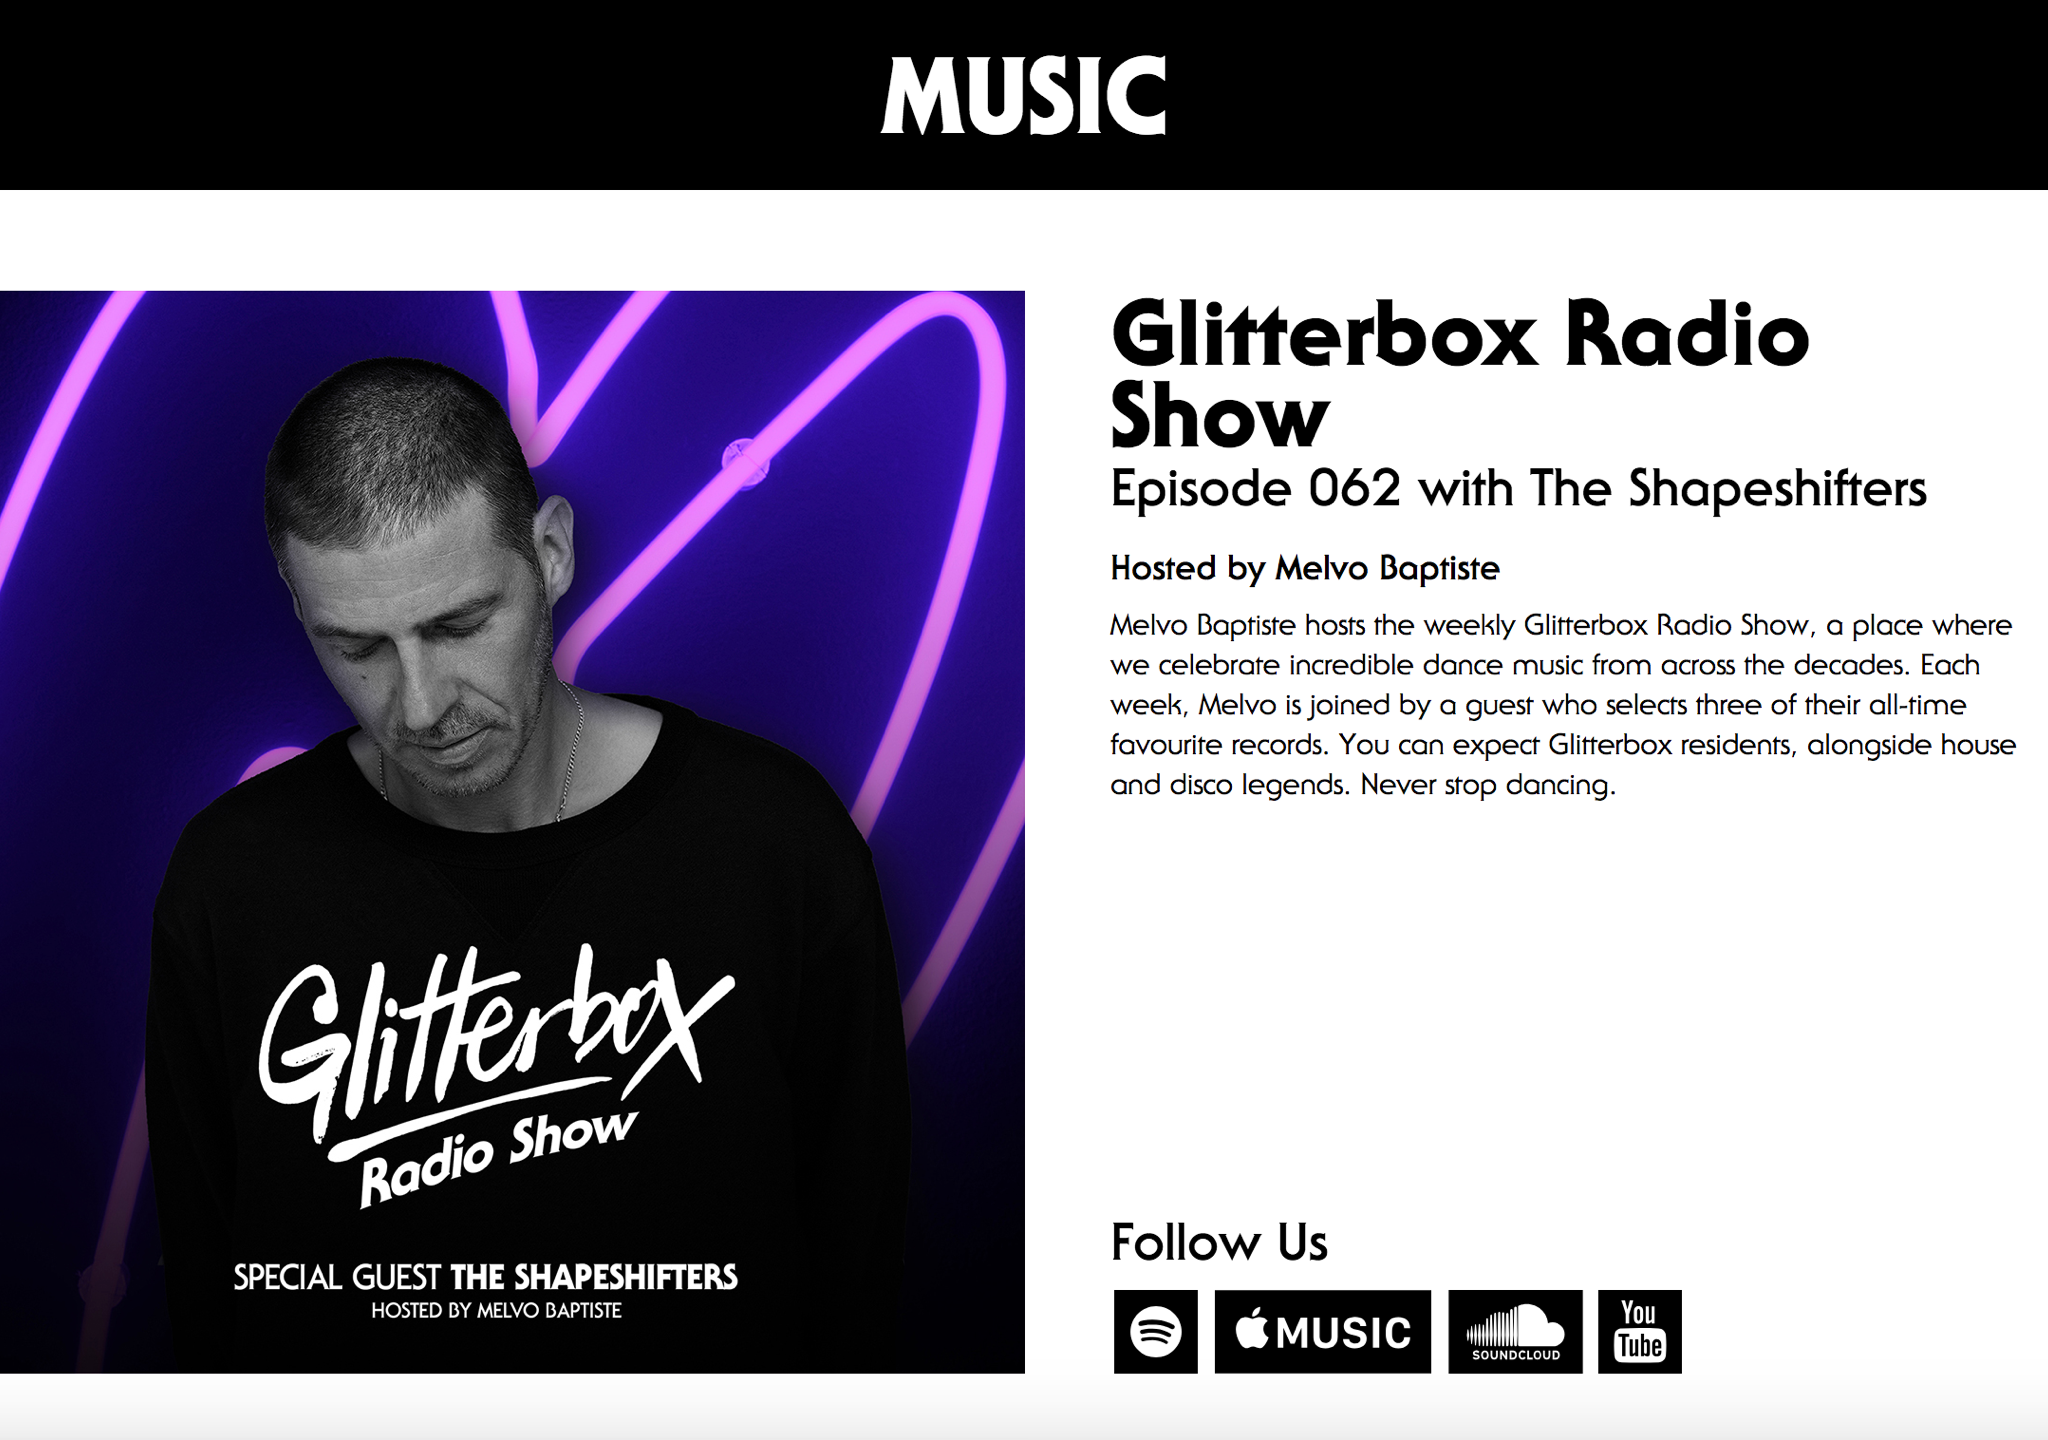 MUSIC
Glitterbox
Radio Show
SPECIAL GUEST THE SHAPESHIFTERS
HOSTED BY MELVO BAPTISTE
Glitterbox Radio
Show
Episode 062 with The Shapeshifters
Hosted by Melvo Baptiste
Melvo Baptiste hosts the weekly Glitterbox Radio Show, a place where
we celebrate incredible dance music from across the decades. Each
week, Melvo is joined by a guest who selects three of their all-time
favourite records. You can expect Glitterbox residents, alongside house
and disco legends. Never stop dancing.
Follow Us
MUSIC
SOUNDCLOUD
You
Tube